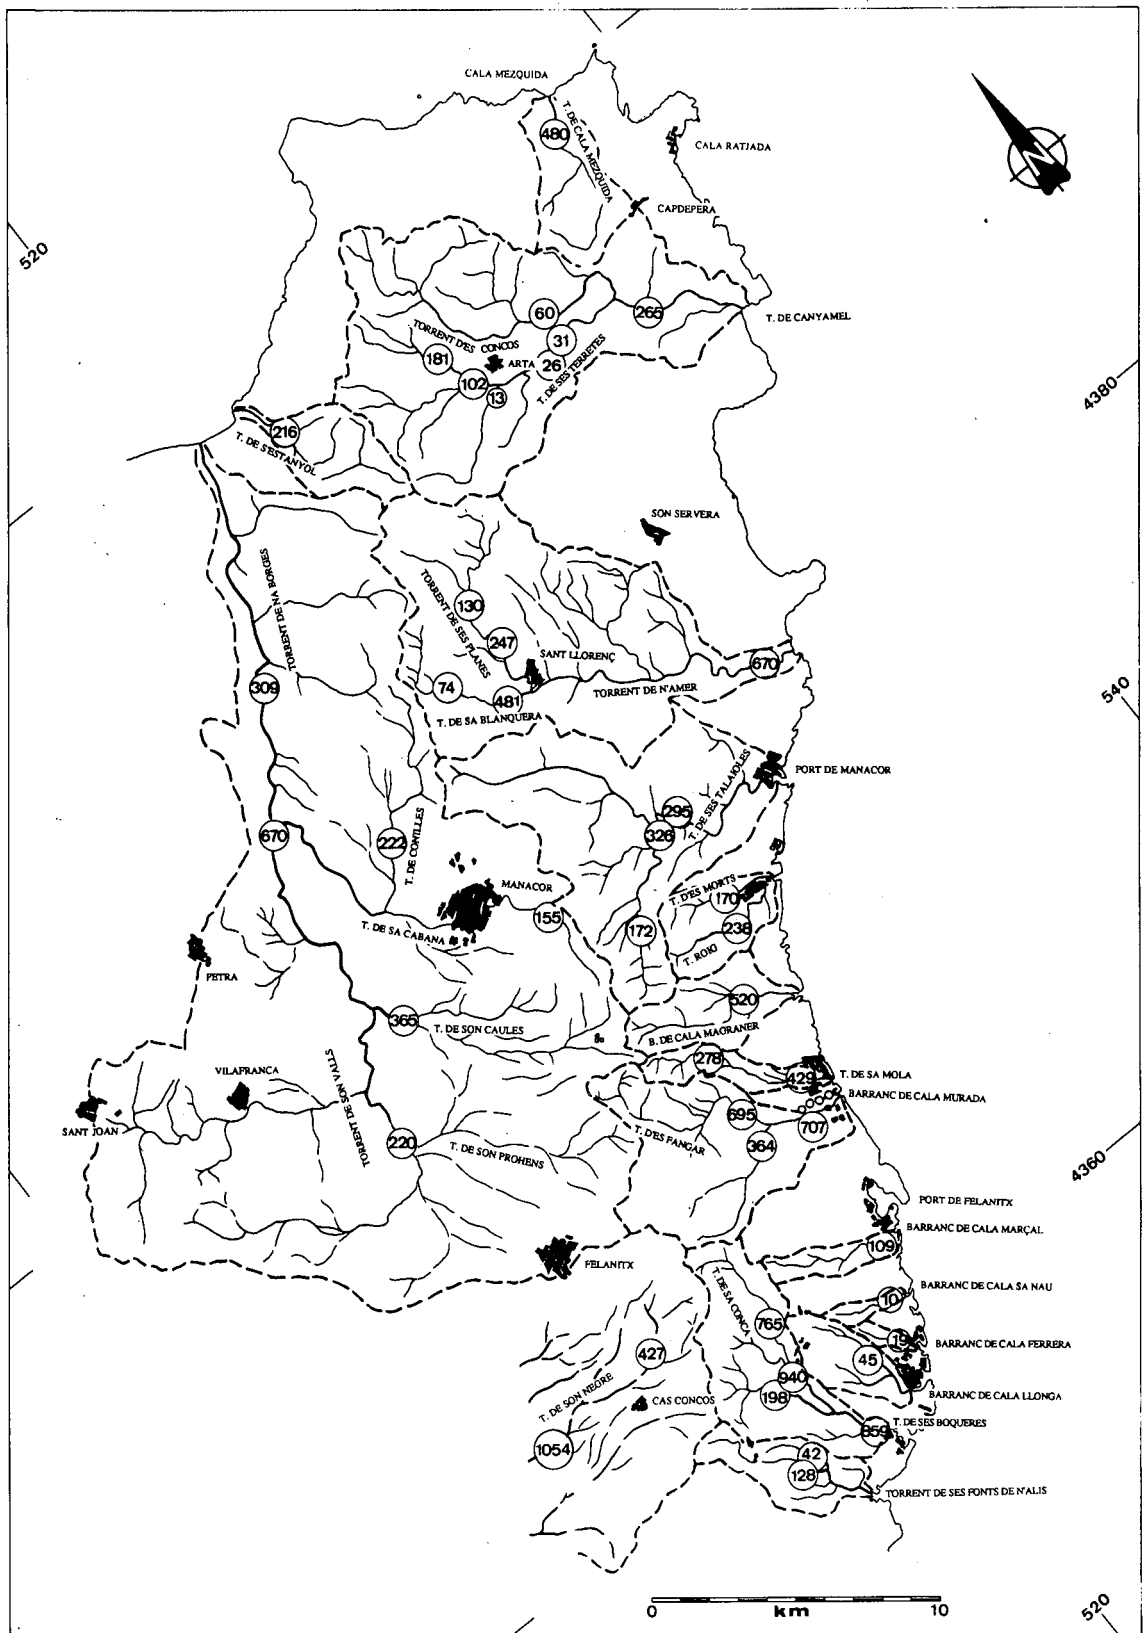 CALA MEZQUIDA
T. DE CALA MEZQUIDA
480
CALA RATJADA
N
CAPDEPERA
520
60
265
T. DE CANYAMEL
TORRENT D'ES CONCOS
31
181
ARTA
26
T. DE SES TERRETES
102
13
4380
216
T. DE S'ESTANYOL
SON SERVERA
TORRENT DE NA BORGES
TORRENT DE SES PLANES
130
247
SANT LLORENÇ
670
309
74
481
TORRENT DE N'AMER
540
T. DE SA BLANQUERA
PORT DE MANACOR
T. DE SES TALAIOLES
295
326
670
222
T. DE CONILLES
MANACOR
T. D'ES MORTS
170
155
172
238
T. DE SA CABANA
T. ROIG
PETRA
520
365
T. DE SON CAULES
B. DE CALA MAGRANER
278
VILAFRANCA
429
T. DE SA MOLA
BARRANC DE CALA MURADA
SANT JOAN
TORRENT DE SON VALLS
695
707
T. D'ES FANGAR
364
220
T. DE SON PROHENS
4360
PORT DE FELANITX
BARRANC DE CALA MARÇAL
109
FELANITX
T. DE SA CONCA
BARRANC DE CALA SA NAU
10
765
19
BARRANC DE CALA FERRERA
427
45
940
T. DE SON NEGRE
198
BARRANC DE CALA LLONGA
CAS CONCOS
T. DE SES BOQUERES
859
1054
42
128
TORRENT DE SES FONTS DE N'ALIS
0
km
10
520